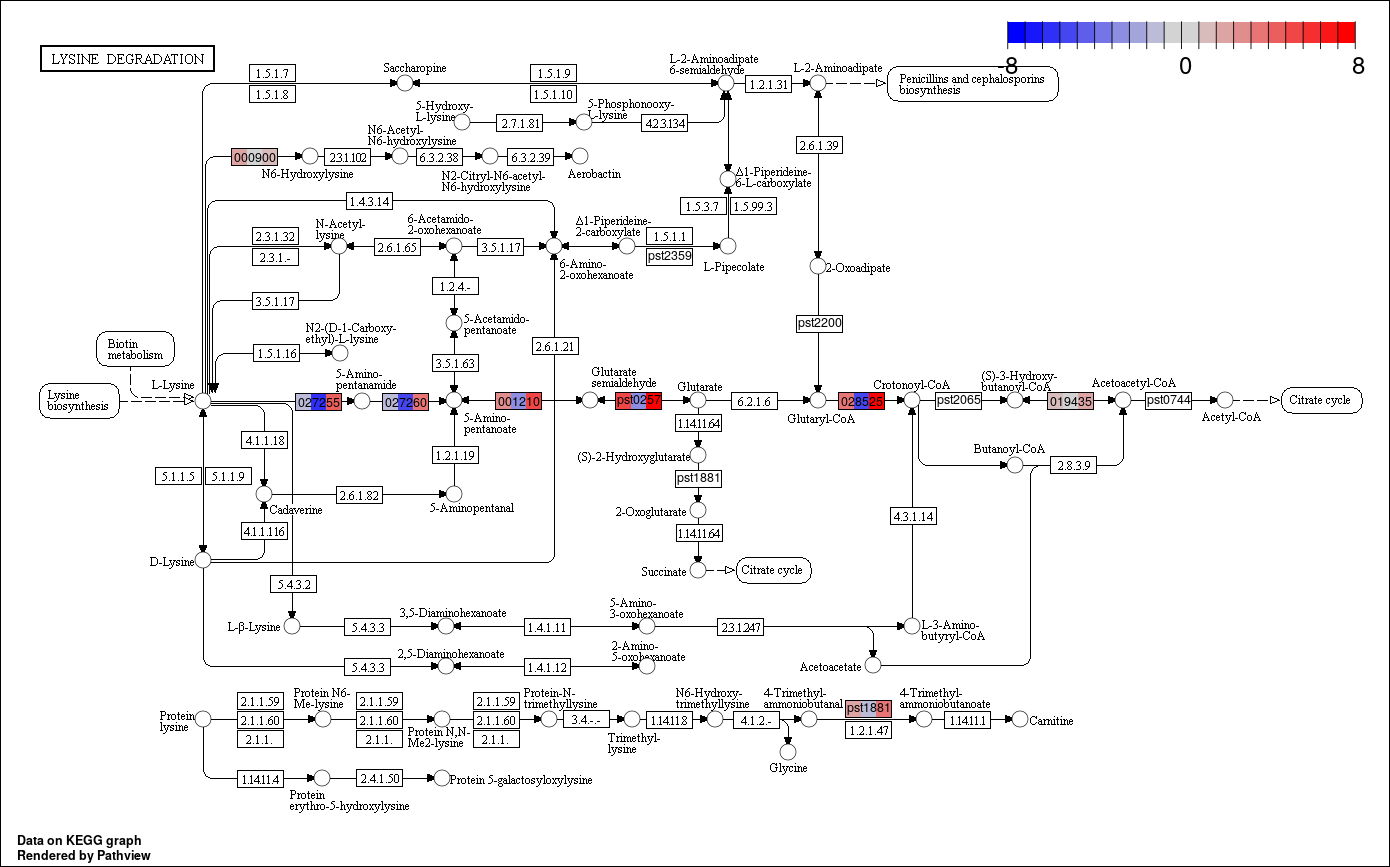 LYSINE DEGRADATION
-8 0 8
1.5.1.7
1.5.1.8
Saccharopine
1.5.1.9
1.5.1.10
L-2-Aminoadipate
6-semialdehyde
1.2.1.31
L-2-Aminoadipate
Penicillins and cephalosporins
biosynthesis
5-Hydroxy-
L-lysine
2.7.1.81
5-Phosphonooxy-
L-lysine
4.2.3.134
2.6.1.39
000900
N6-Hydroxylysine
2.3.1.102
N6-Acetyl-
N6-hydroxylysine
6.3.2.38
N2-Citryl-N6-acetyl-
N6-hydroxylysine
6.3.2.39
Aerobactin
Δ1-Piperideine-
6-L-carboxylate
1.5.3.7
1.5.99.3
1.4.3.14
2.3.1.32
2.3.1.-
N-Acetyl-
lysine
2.6.1.65
6-Acetamido-
2-oxohexanoate
3.5.1.17
6-Amino-
2-oxohexanoate
Δ1-Piperideine-
2-carboxylate
1.5.1.1
pst2359
L-Pipecolate
2-Oxoadipate
1.2.4.-
3.5.1.17
5-Acetamido-
pentanoate
pst2200
N2-(D-1-Carboxy-
ethyl)-L-lysine
1.5.1.16
3.5.1.63
2.6.1.21
Biotin
metabolism
Lysine
biosynthesis
L-Lysine
027255
5-Amino-
pentanamide
027260
5-Amino-
pentanoate
001210
Glutarate
semialdehyde
pst0257
Glutarate
6.2.1.6
Glutaryl-CoA
028525
Crotonoyl-CoA
pst2065
(S)-3-Hydroxy-
butanoyl-CoA
019435
Acetoacetyl-CoA
pst0744
Acetyl-CoA
Citrate cycle
1.14.11.64
4.1.1.18
1.2.1.19
(S)-2-Hydroxyglutarate
Butanoyl-CoA
2.8.3.9
5.1.1.5
5.1.1.9
pst1881
Cadaverine
2.6.1.82
5-Aminopentanal
2-Oxoglutarate
4.3.1.14
4.1.1.116
1.14.11.64
D-Lysine
Succinate
Citrate cycle
5.4.3.2
L-β-Lysine
5.4.3.3
3,5-Diaminohexanoate
1.4.1.11
5-Amino-
3-oxohexanoate
2.3.1.247
L-3-Amino-
butyryl-CoA
5.4.3.3
2,5-Diaminohexanoate
1.4.1.12
2-Amino-
5-oxohexanoate
Acetoacetate
Protein
lysine
2.1.1.59
2.1.1.60
2.1.1.
Protein N6-
Me-lysine
2.1.1.59
2.1.1.60
2.1.1.
Protein N,N-
Me2-lysine
2.1.1.59
2.1.1.60
2.1.1.
Protein-N-
trimethyllysine
3.4.-.-
Trimethyl-
lysine
1.14.11.8
N6-Hydroxy-
trimethyllysine
4.1.2.-
Glycine
4-Trimethyl-
ammoniobutanal
pst1881
1.2.1.47
4-Trimethyl-
ammoniobutanoate
1.14.11.1
Carnitine
1.14.11.4
Protein
erythro-5-hydroxylysine
2.4.1.50
Protein 5-galactosyloxylysine
Data on KEGG graph
Rendered by Pathview